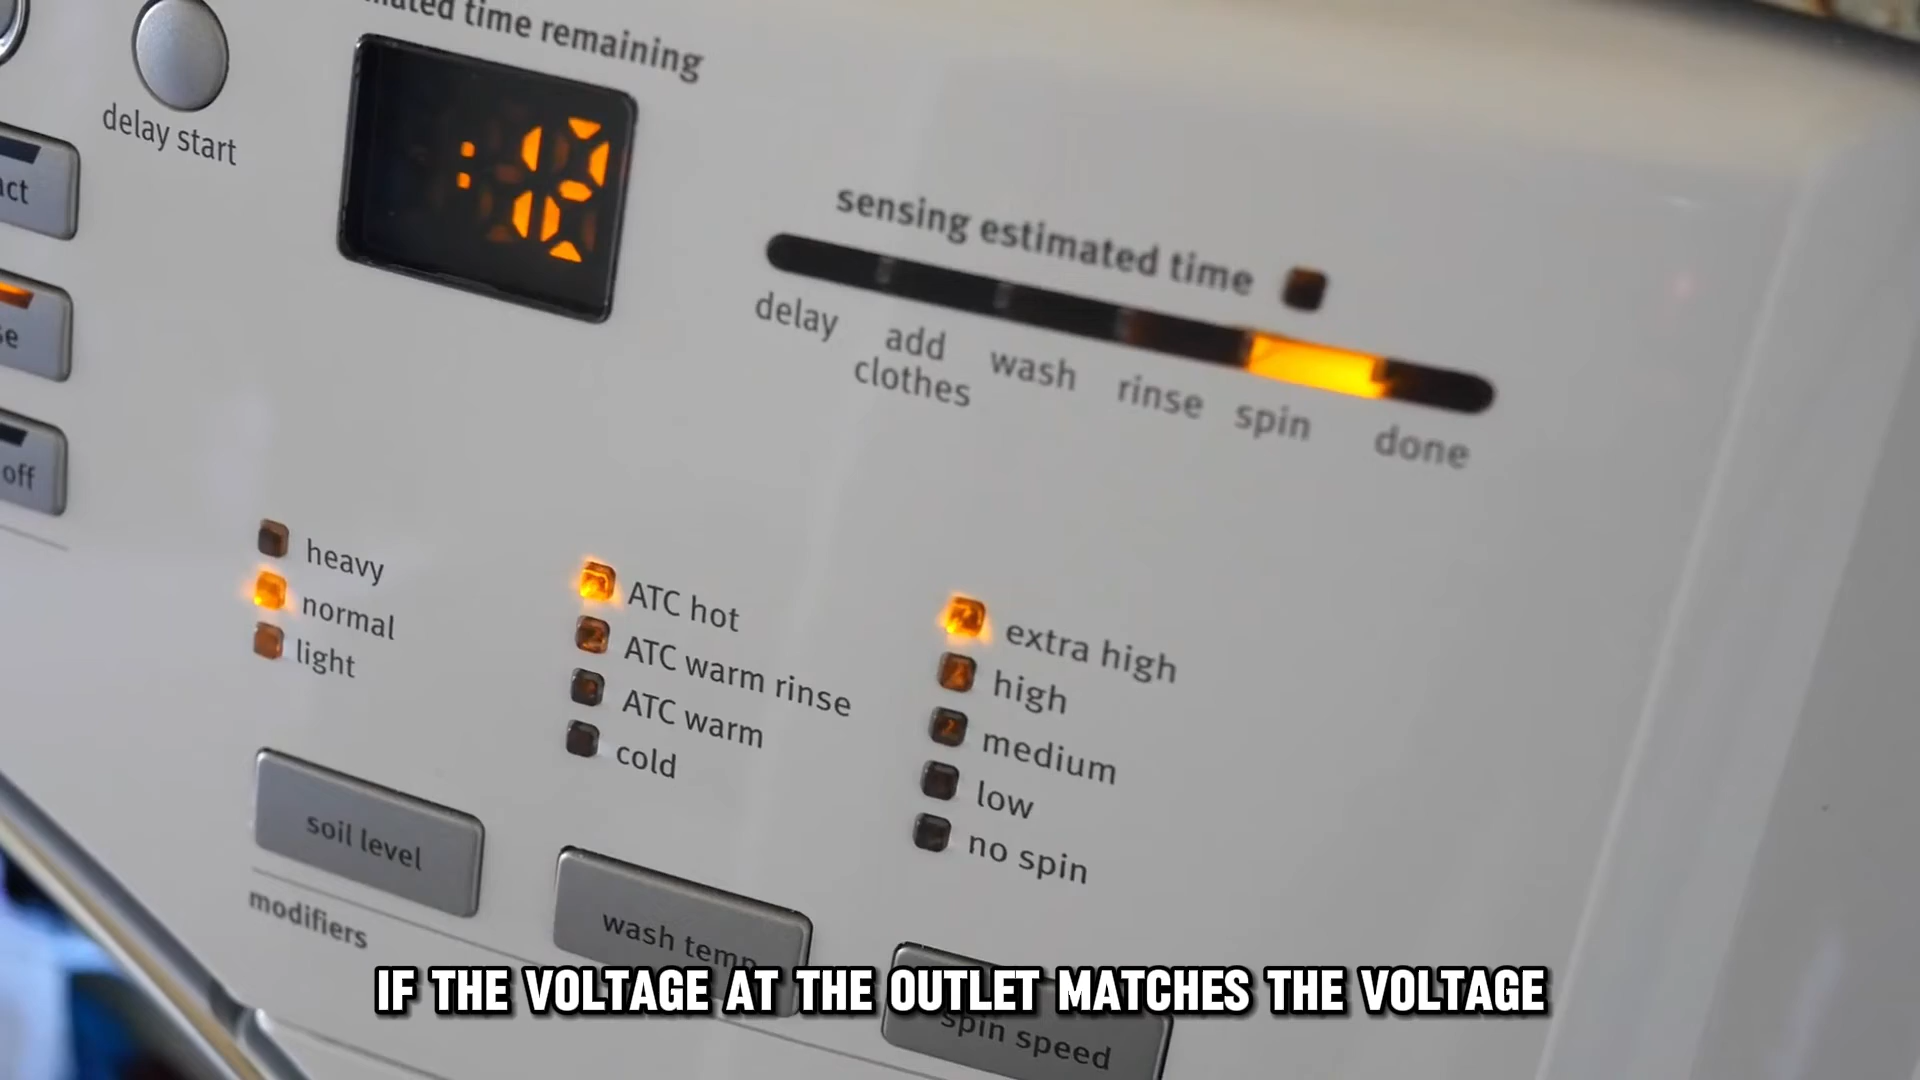 estimated time remaining
delay start
:12
act
se
off
sensing estimated time
delay
add
clothes
wash
rinse
spin
done
heavy
normal
light
ATC hot
ATC warm rinse
ATC warm
cold
extra high
high
medium
low
no spin
soil level
wash temp
spin speed
modifiers
IF THE VOLTAGE AT THE OUTLET MATCHES THE VOLTAGE